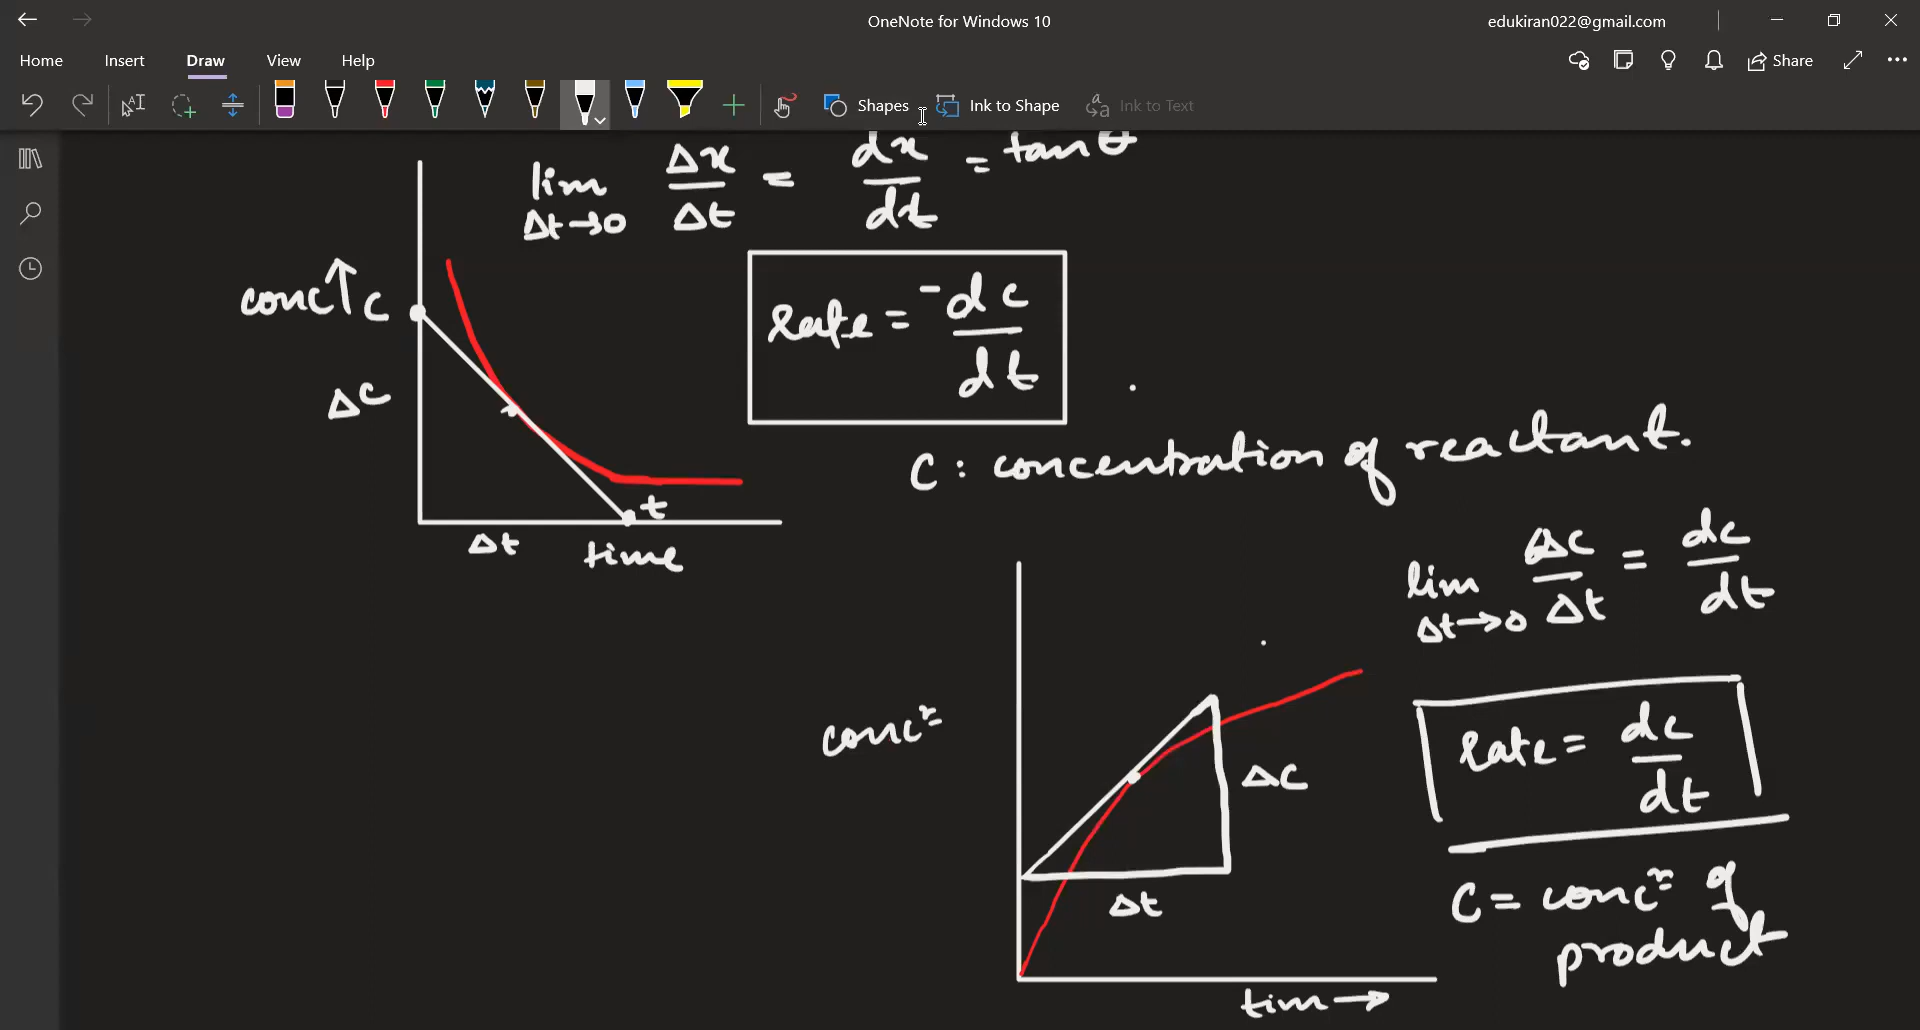 OneNote for Windows 10
edukiran022@gmail.com
Home Insert Draw View Help
Share
Shapes Ink to Shape Ink to Text
lim Δt→0 Δx/Δt = dx/dt = tan θ
conc↑ C
rate = -dc/dt
ΔC
C : concentration of reactant.
t
Δt time
lim Δt→0 ΔC/Δt = dc/dt
concⁿ
rate = dc/dt
ΔC
Δt
C = concⁿ of
product
tim →